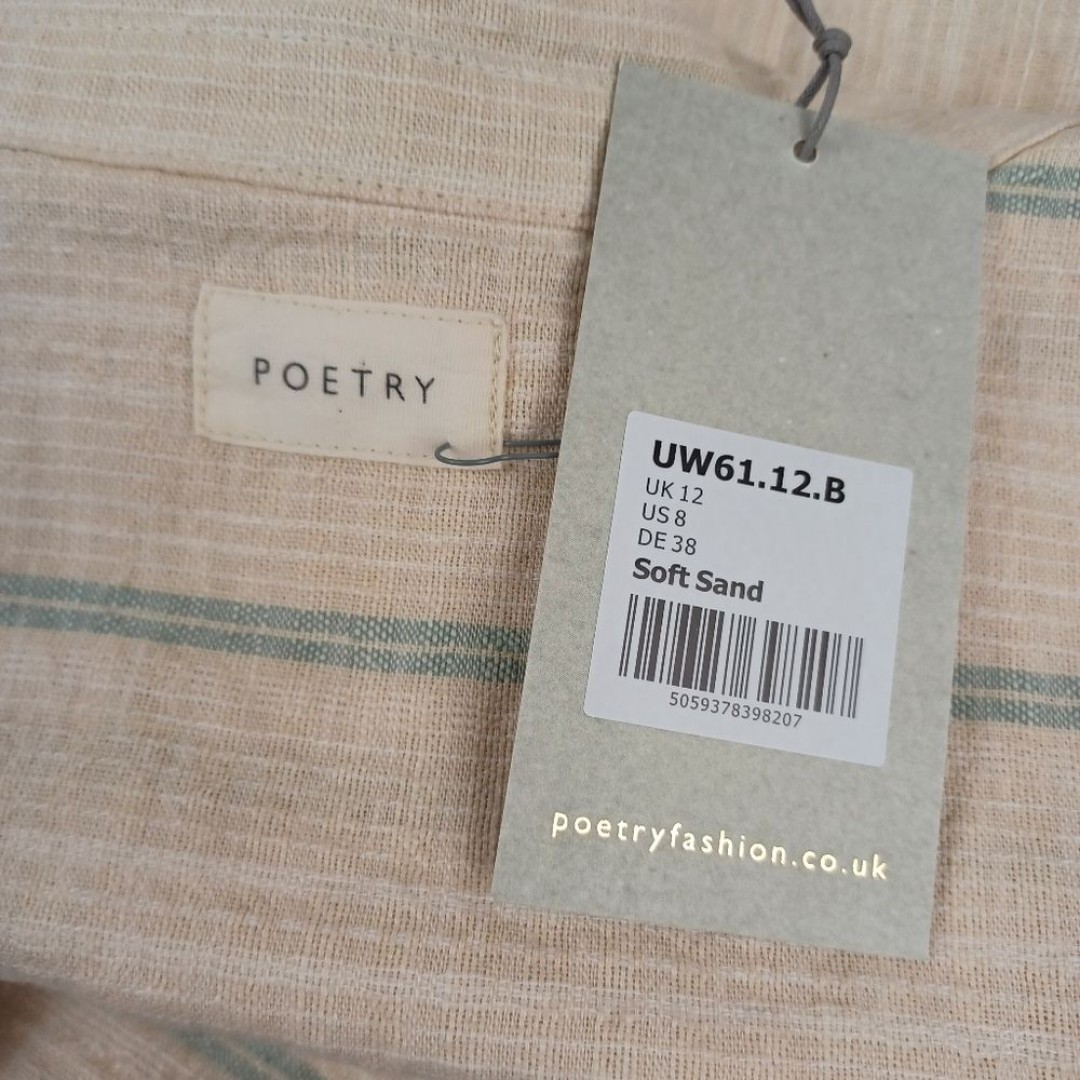 POETRY
UW61.12.B
UK 12
US 8
DE 38
Soft Sand
5059378398207
poetryfashion.co.uk